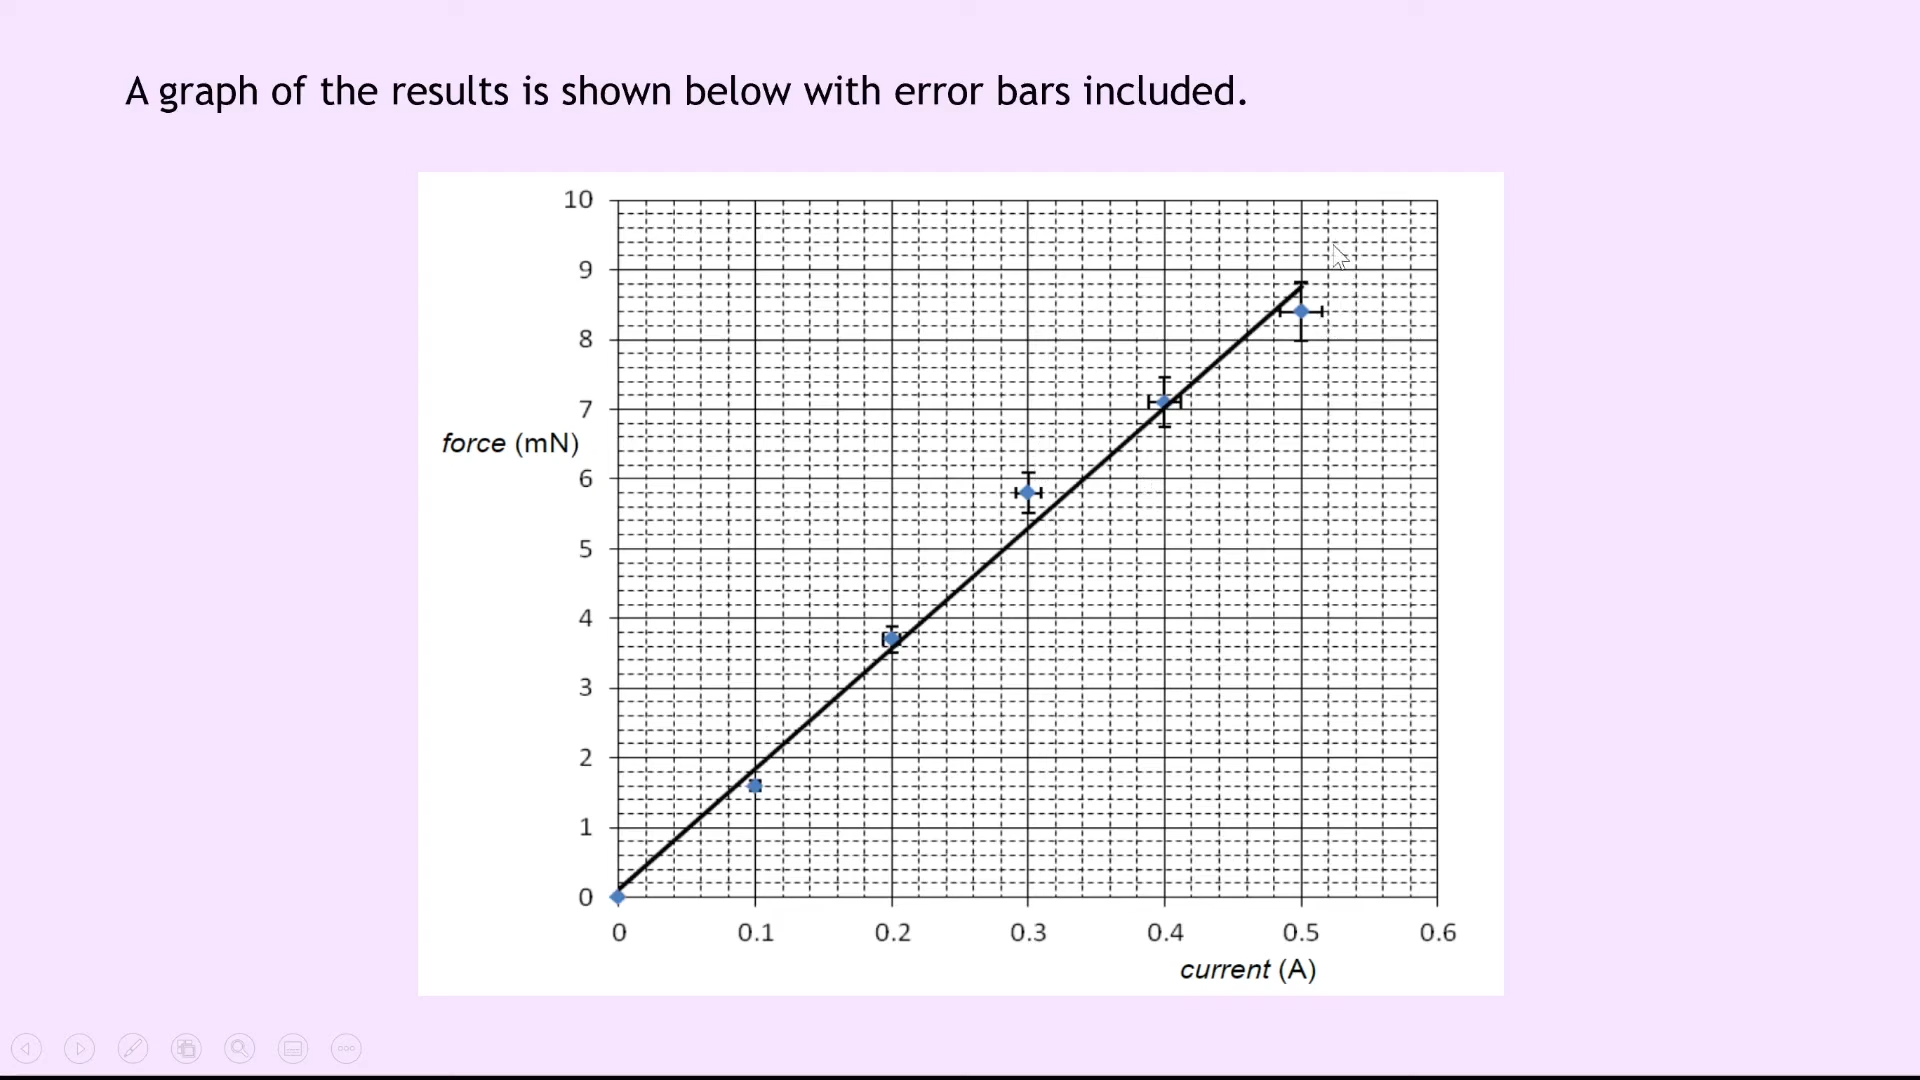 A graph of the results is shown below with error bars included.
10
9
8
7
force (mN)
6
5
4
3
2
1
0
0 0.1 0.2 0.3 0.4 0.5 0.6
current (A)